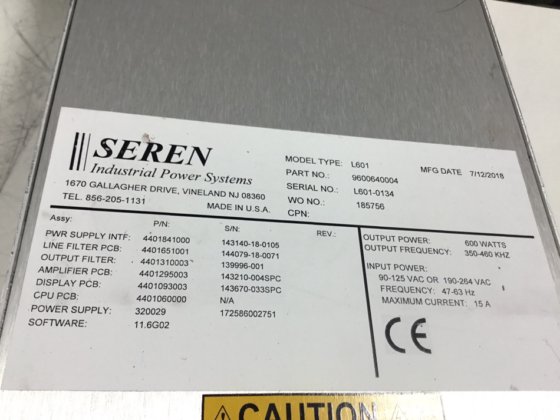 SEREN
Industrial Power Systems
1670 GALLAGHER DRIVE, VINELAND NJ 08360
TEL. 856-205-1131 MADE IN U.S.A.
MODEL TYPE: L601 MFG DATE 7/12/2018
PART NO.: 9600640004
SERIAL NO.: L601-0134
WO NO.: 185756
CPN:
Assy: P/N: S/N: REV.:
PWR SUPPLY INTF: 4401841000 143140-18-0105
LINE FILTER PCB: 4401651001 144079-18-0071
OUTPUT FILTER: 4401310003 139996-001
AMPLIFIER PCB: 4401295003 143210-004SPC
DISPLAY PCB: 4401093003 143670-033SPC
CPU PCB: 4401060000 N/A
POWER SUPPLY: 320029 172586002751
SOFTWARE: 11.6G02
OUTPUT POWER: 600 WATTS
OUTPUT FREQUENCY: 350-460 KHZ
INPUT POWER:
90-125 VAC OR 190-264 VAC
FREQUENCY: 47-63 Hz
MAXIMUM CURRENT: 15 A
CE
CAUTION